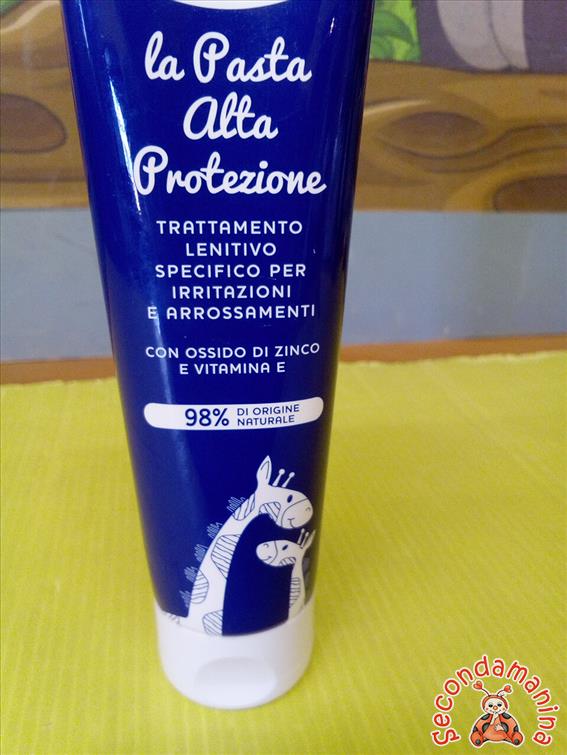 la Pasta
Alta
Protezione
TRATTAMENTO
LENITIVO
SPECIFICO PER
IRRITAZIONI
E ARROSSAMENTI
CON OSSIDO DI ZINCO
E VITAMINA E
98% DI ORIGINE
NATURALE
Secondamanina